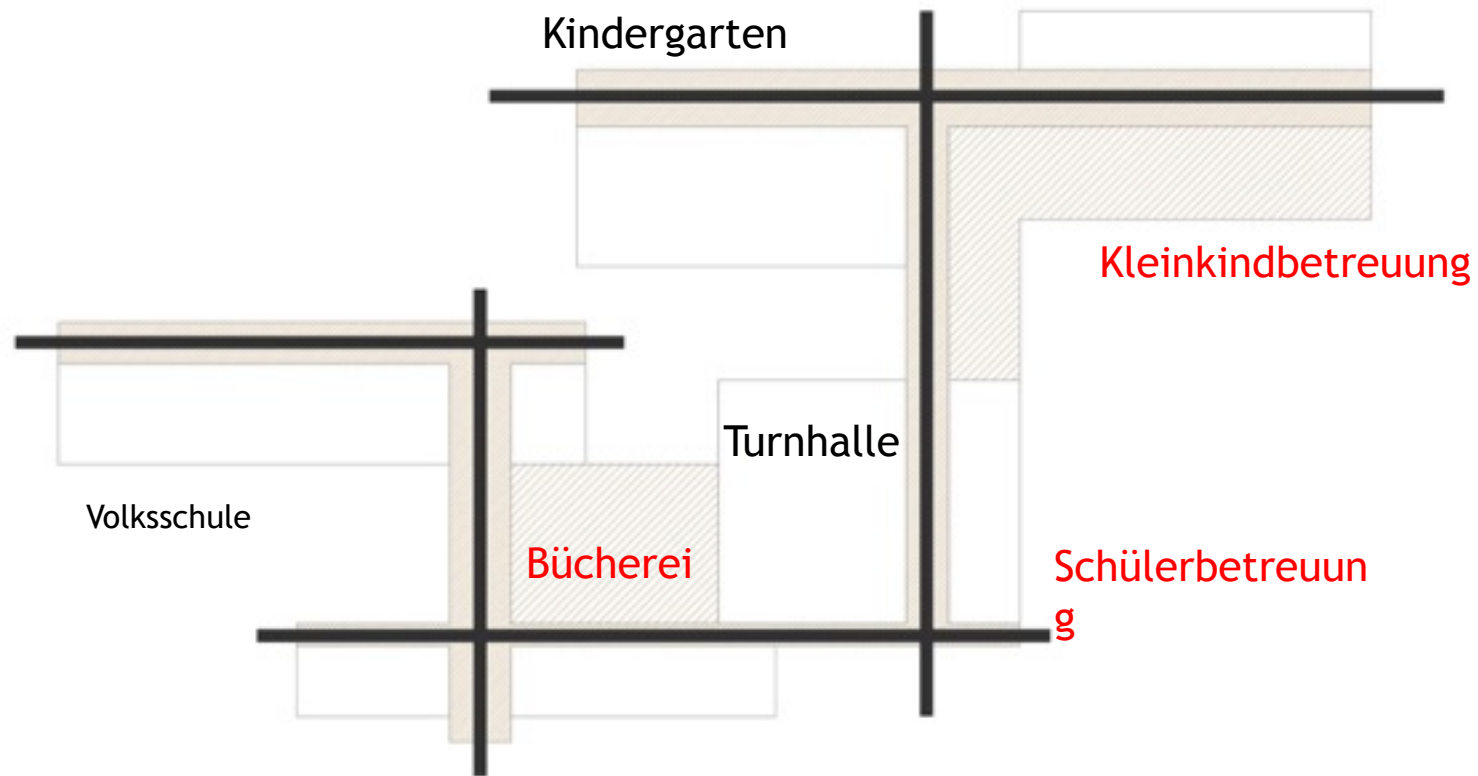 Kindergarten
Kleinkindbetreuung
Turnhalle
Volksschule
Bücherei
Schülerbetreuun
g